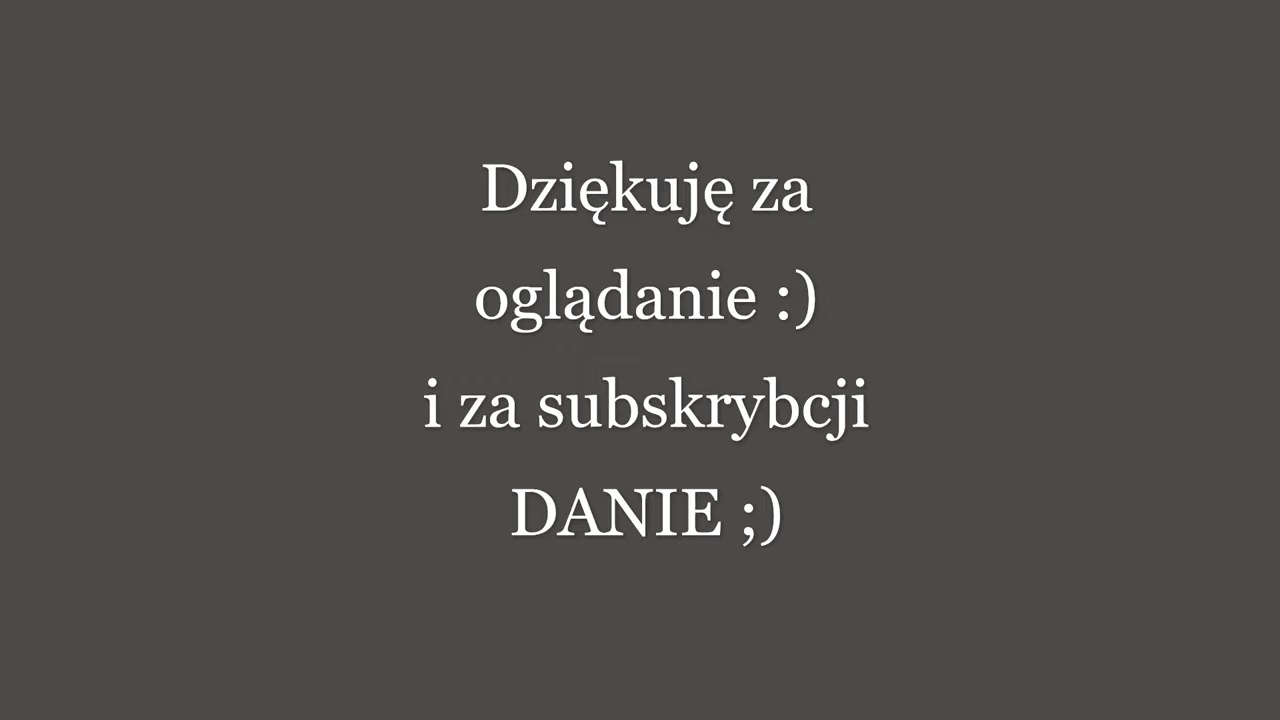 Dziękuję za
oglądanie :)
i za subskrybcji
DANIE ;)